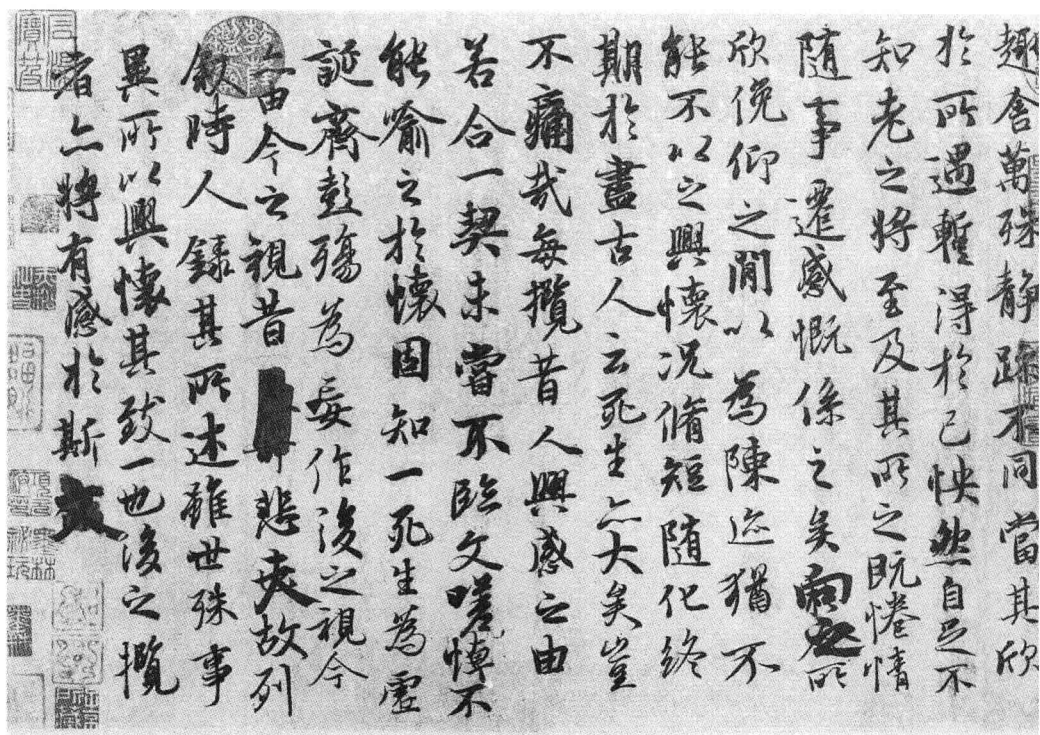 趣舍萬殊靜躁不同當其欣
於所遇暫得於己怏然自足不
知老之將至及其所之既惓情
隨事遷感慨係之矣向之所
欣俛仰之閒以為陳迹猶不
能不以之興懷況脩短隨化終
期於盡古人云死生亦大矣豈
不痛哉每攬昔人興感之由
若合一契未嘗不臨文嗟悼不
能喻之於懷固知一死生為虛
誕齊彭殤為妄作後之視今
亦由今之視昔悲夫故列
叙時人錄其所述雖世殊事
異所以興懷其致一也後之攬
者亦將有感於斯文